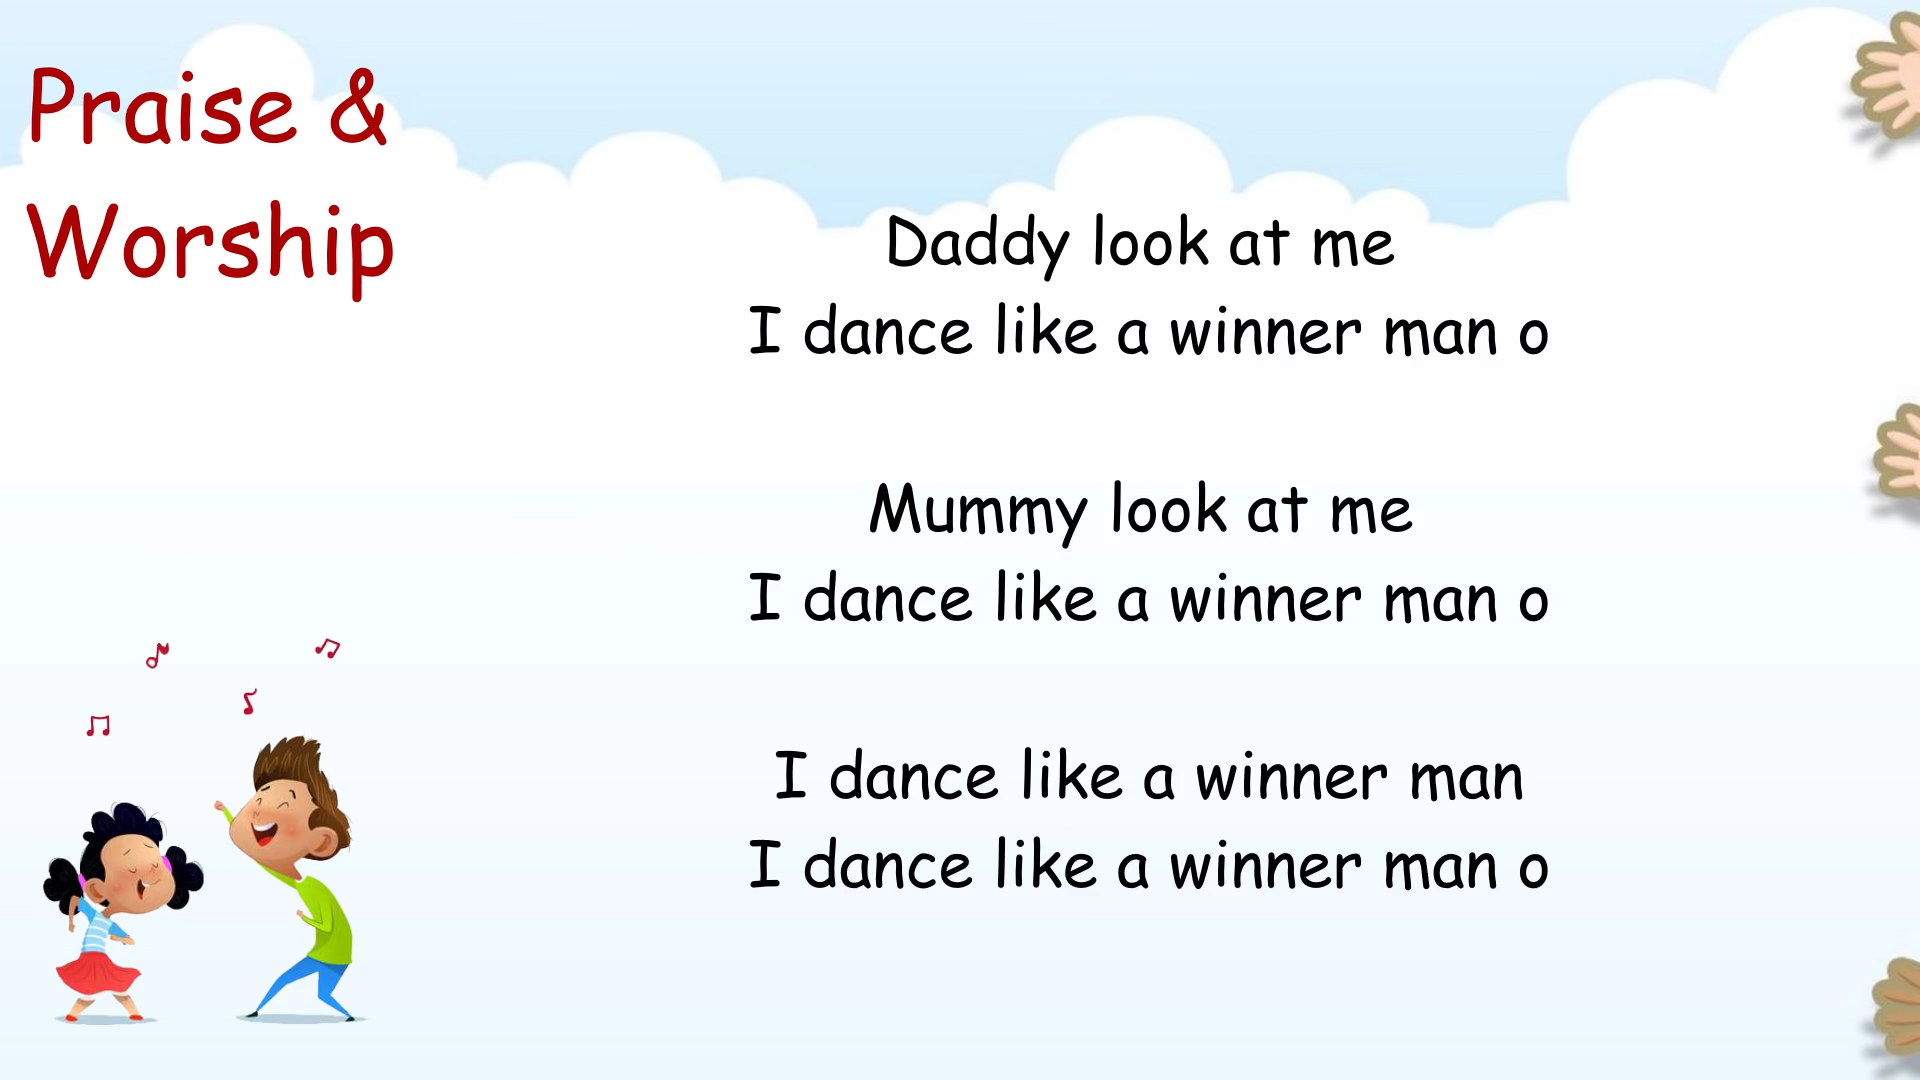 Praise &
Worship
Daddy look at me
I dance like a winner man o
Mummy look at me
I dance like a winner man o
I dance like a winner man
I dance like a winner man o